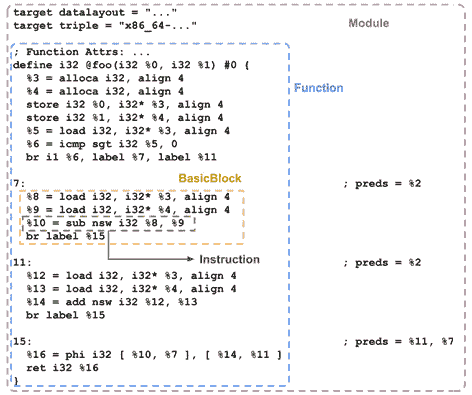 target datalayout = "..."
Module
target triple = "x86_64-..."
; Function Attrs: ...
define i32 @foo(i32 %0, i32 %1) #0 {
Function
%3 = alloca i32, align 4
%4 = alloca i32, align 4
store i32 %0, i32* %3, align 4
store i32 %1, i32* %4, align 4
%5 = load i32, i32* %3, align 4
%6 = icmp sgt i32 %5, 0
br i1 %6, label %7, label %11
BasicBlock
7: ; preds = %2
%8 = load i32, i32* %3, align 4
%9 = load i32, i32* %4, align 4
%10 = sub nsw i32 %8, %9
br label %15
Instruction
11: ; preds = %2
%12 = load i32, i32* %3, align 4
%13 = load i32, i32* %4, align 4
%14 = add nsw i32 %12, %13
br label %15
15: ; preds = %11, %7
%16 = phi i32 [ %10, %7 ], [ %14, %11 ]
ret i32 %16
}